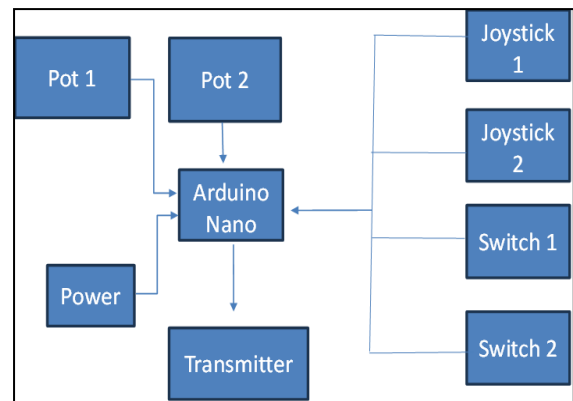 Pot 1
Pot 2
Joystick
1
Joystick
2
Arduino
Nano
Switch 1
Power
Transmitter
Switch 2